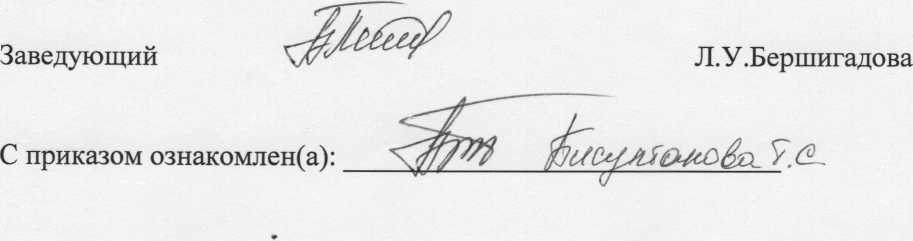 Заведующий Л.У.Бершигадова
С приказом ознакомлен(а): Бисултанова Т.С